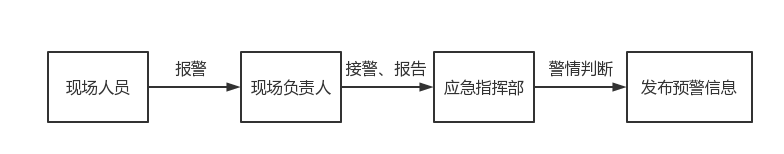 现场人员
报警
现场负责人
接警、报告
应急指挥部
警情判断
发布预警信息